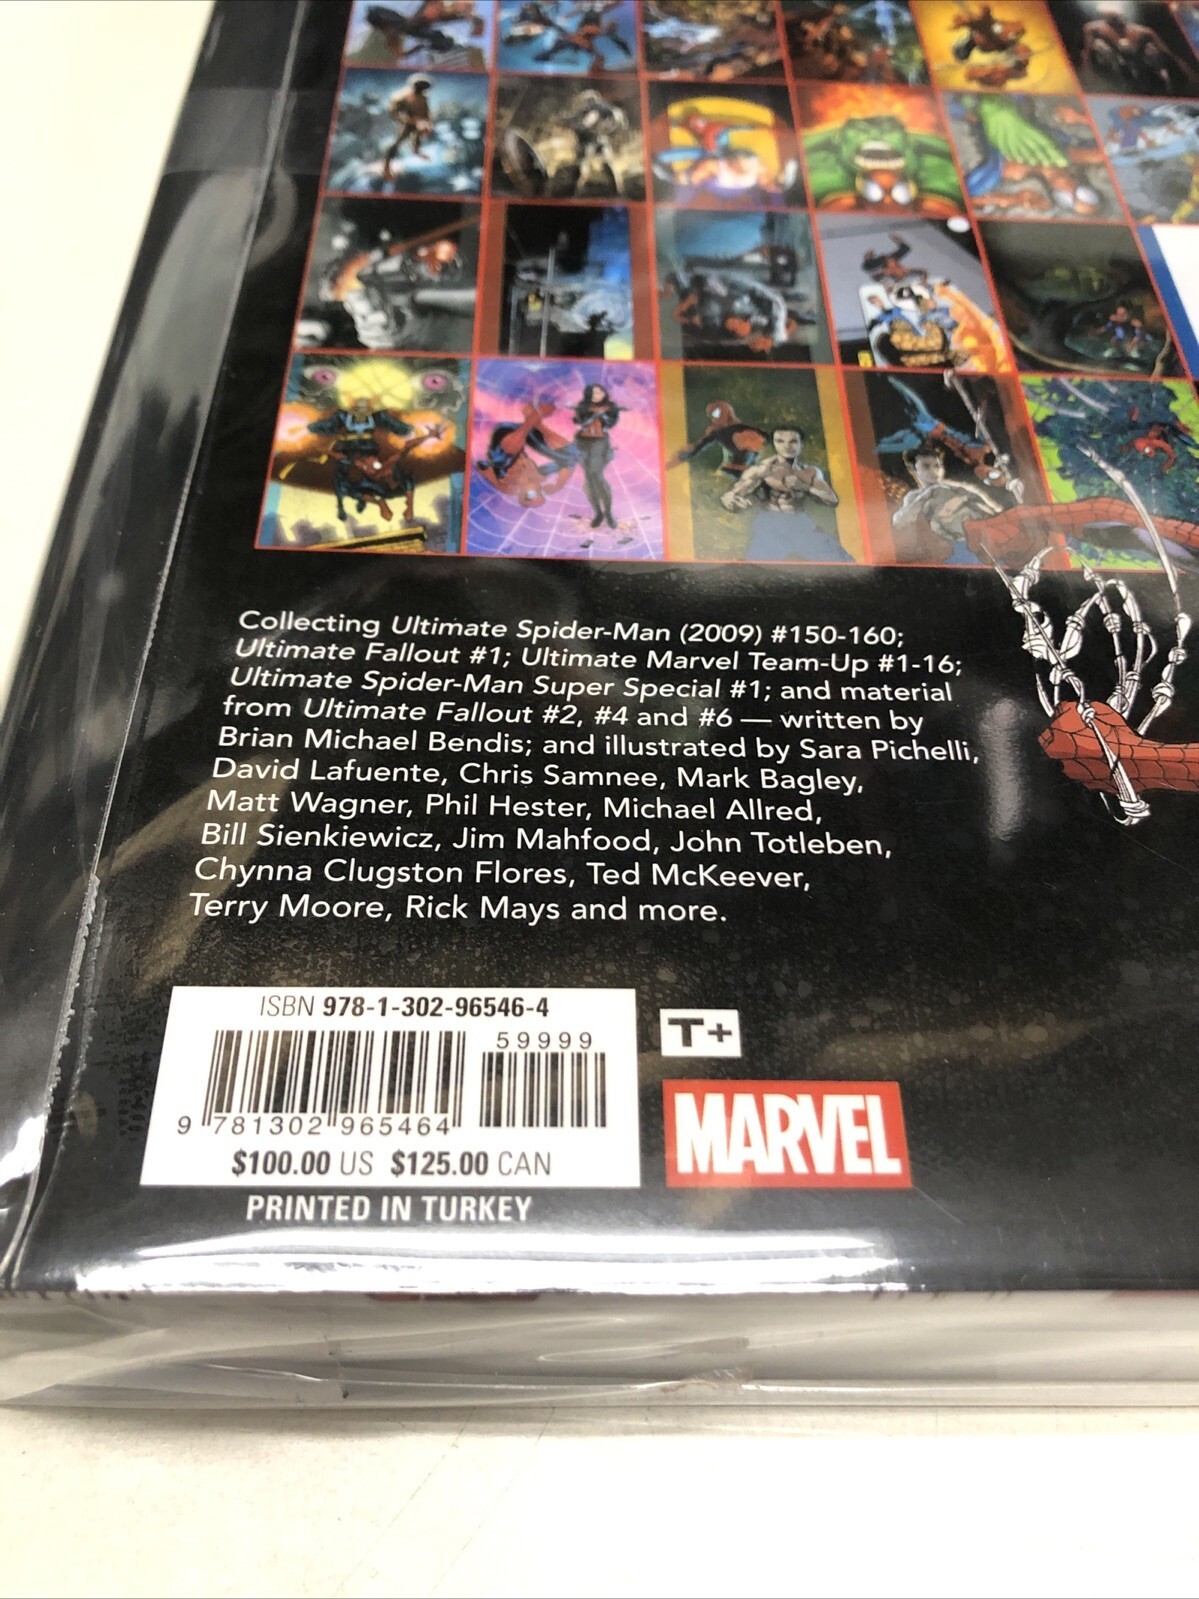 Collecting Ultimate Spider-Man (2009) #150-160;
Ultimate Fallout #1; Ultimate Marvel Team-Up #1-16;
Ultimate Spider-Man Super Special #1; and material
from Ultimate Fallout #2, #4 and #6 — written by
Brian Michael Bendis; and illustrated by Sara Pichelli,
David Lafuente, Chris Samnee, Mark Bagley,
Matt Wagner, Phil Hester, Michael Allred,
Bill Sienkiewicz, Jim Mahfood, John Totleben,
Chynna Clugston Flores, Ted McKeever,
Terry Moore, Rick Mays and more.
ISBN 978-1-302-96546-4
59999
9 781302 965464
$100.00 US $125.00 CAN
PRINTED IN TURKEY
T+
MARVEL